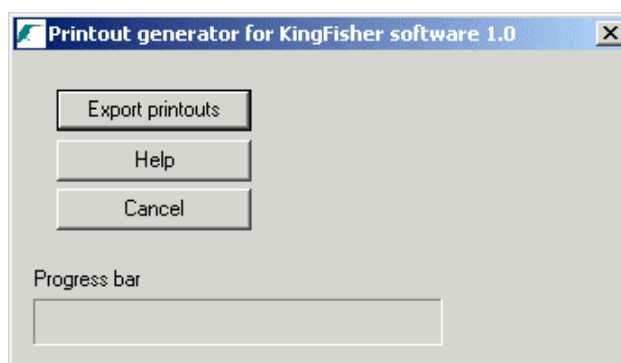 Printout generator for KingFisher software 1.0
Export printouts
Help
Cancel
Progress bar